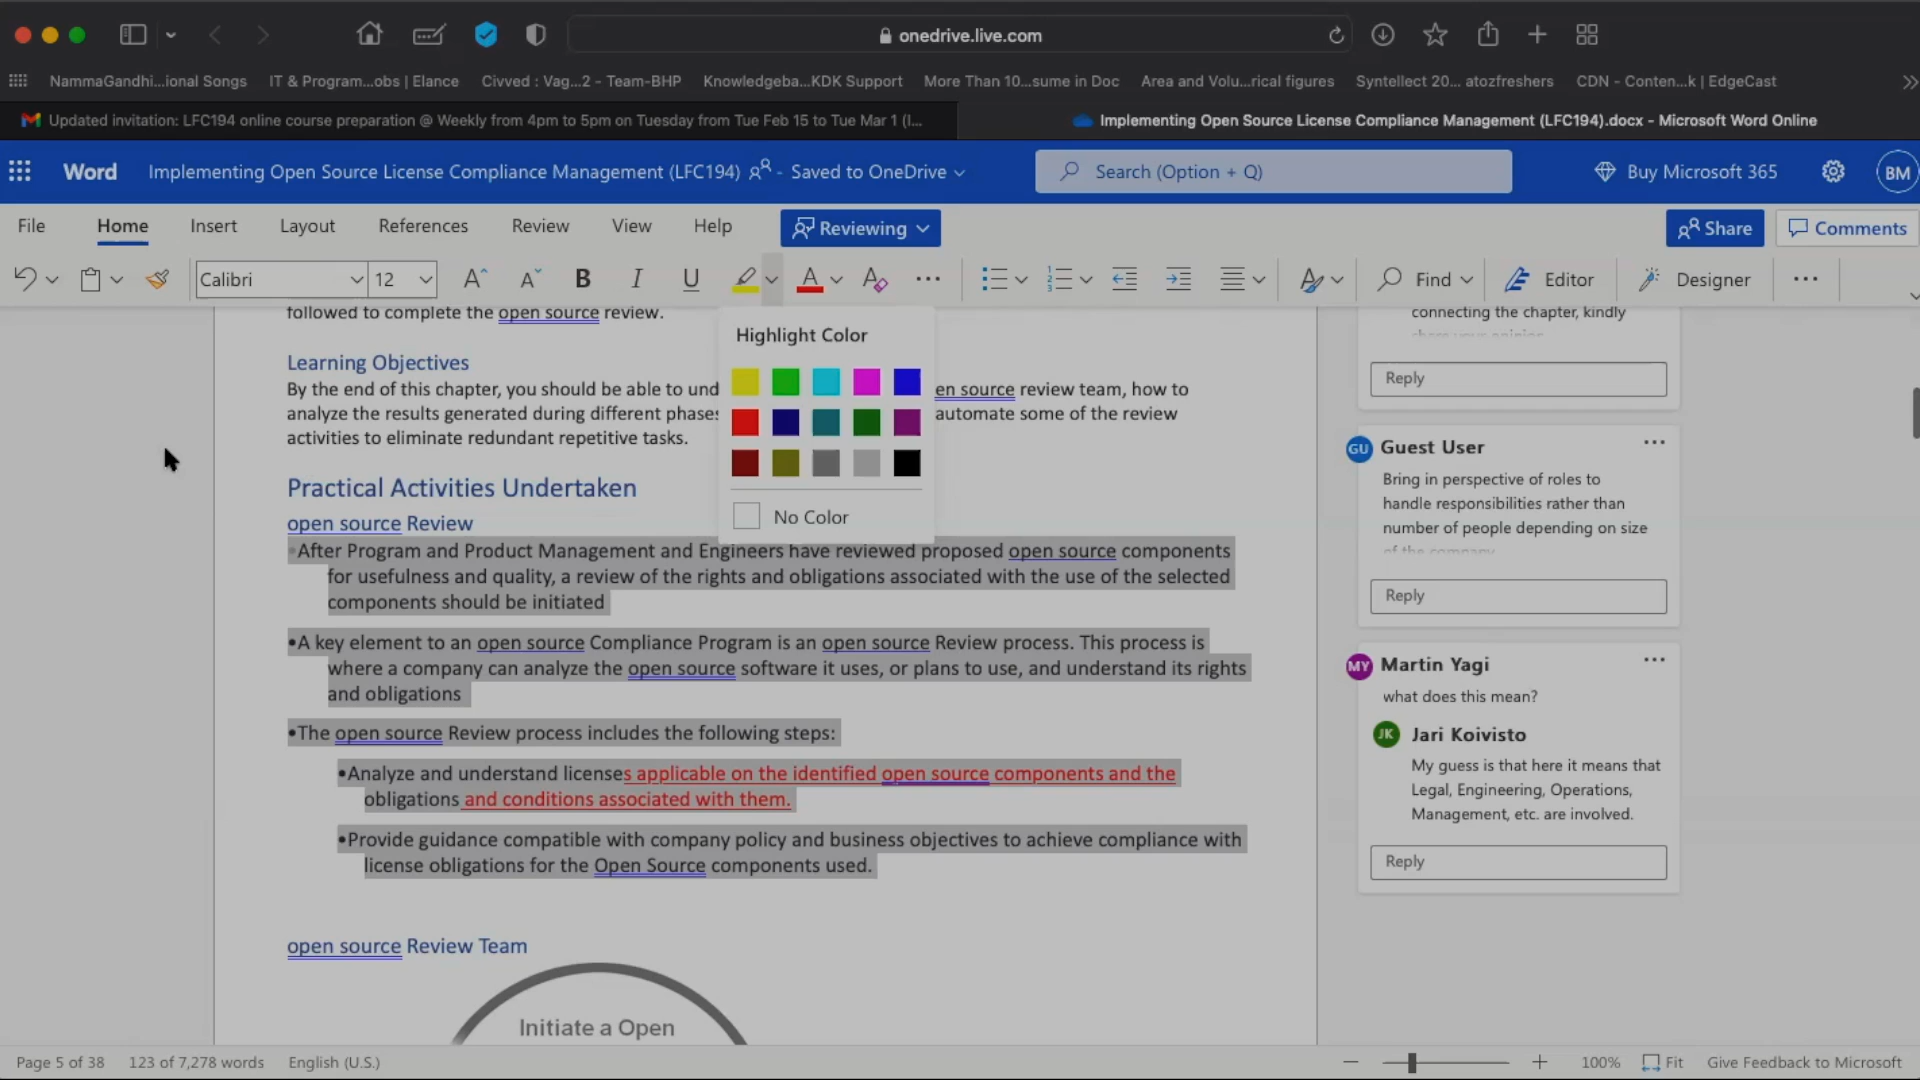 onedrive.live.com
NammaGandhi...ional Songs
IT & Program...obs | Elance
Civved : Vag...2 - Team-BHP
Knowledgeba...KDK Support
More Than 10...sume in Doc
Area and Volu...rical figures
Syntellect 20... atozfreshers
CDN - Conten...k | EdgeCast
Updated invitation: LFC194 online course preparation @ Weekly from 4pm to 5pm on Tuesday from Tue Feb 15 to Tue Mar 1 (I...
Implementing Open Source License Compliance Management (LFC194).docx - Microsoft Word Online
Word
Implementing Open Source License Compliance Management (LFC194) - Saved to OneDrive
Search (Option + Q)
Buy Microsoft 365
BM
File
Home
Insert
Layout
References
Review
View
Help
Reviewing
Share
Comments
Calibri
12
Find
Editor
Designer
followed to complete the open source review.
Highlight Color
No Color
Learning Objectives
By the end of this chapter, you should be able to und en source review team, how to
analyze the results generated during different phases automate some of the review
activities to eliminate redundant repetitive tasks.
Practical Activities Undertaken
open source Review
•After Program and Product Management and Engineers have reviewed proposed open source components
for usefulness and quality, a review of the rights and obligations associated with the use of the selected
components should be initiated
•A key element to an open source Compliance Program is an open source Review process. This process is
where a company can analyze the open source software it uses, or plans to use, and understand its rights
and obligations
•The open source Review process includes the following steps:
•Analyze and understand licenses applicable on the identified open source components and the
obligations and conditions associated with them.
•Provide guidance compatible with company policy and business objectives to achieve compliance with
license obligations for the Open Source components used.
open source Review Team
Initiate a Open
connecting the chapter, kindly
Reply
GU Guest User
Bring in perspective of roles to
handle responsibilities rather than
number of people depending on size
of the company
Reply
MY Martin Yagi
what does this mean?
JK Jari Koivisto
My guess is that here it means that
Legal, Engineering, Operations,
Management, etc. are involved.
Reply
Page 5 of 38
123 of 7,278 words
English (U.S.)
100%
Fit
Give Feedback to Microsoft